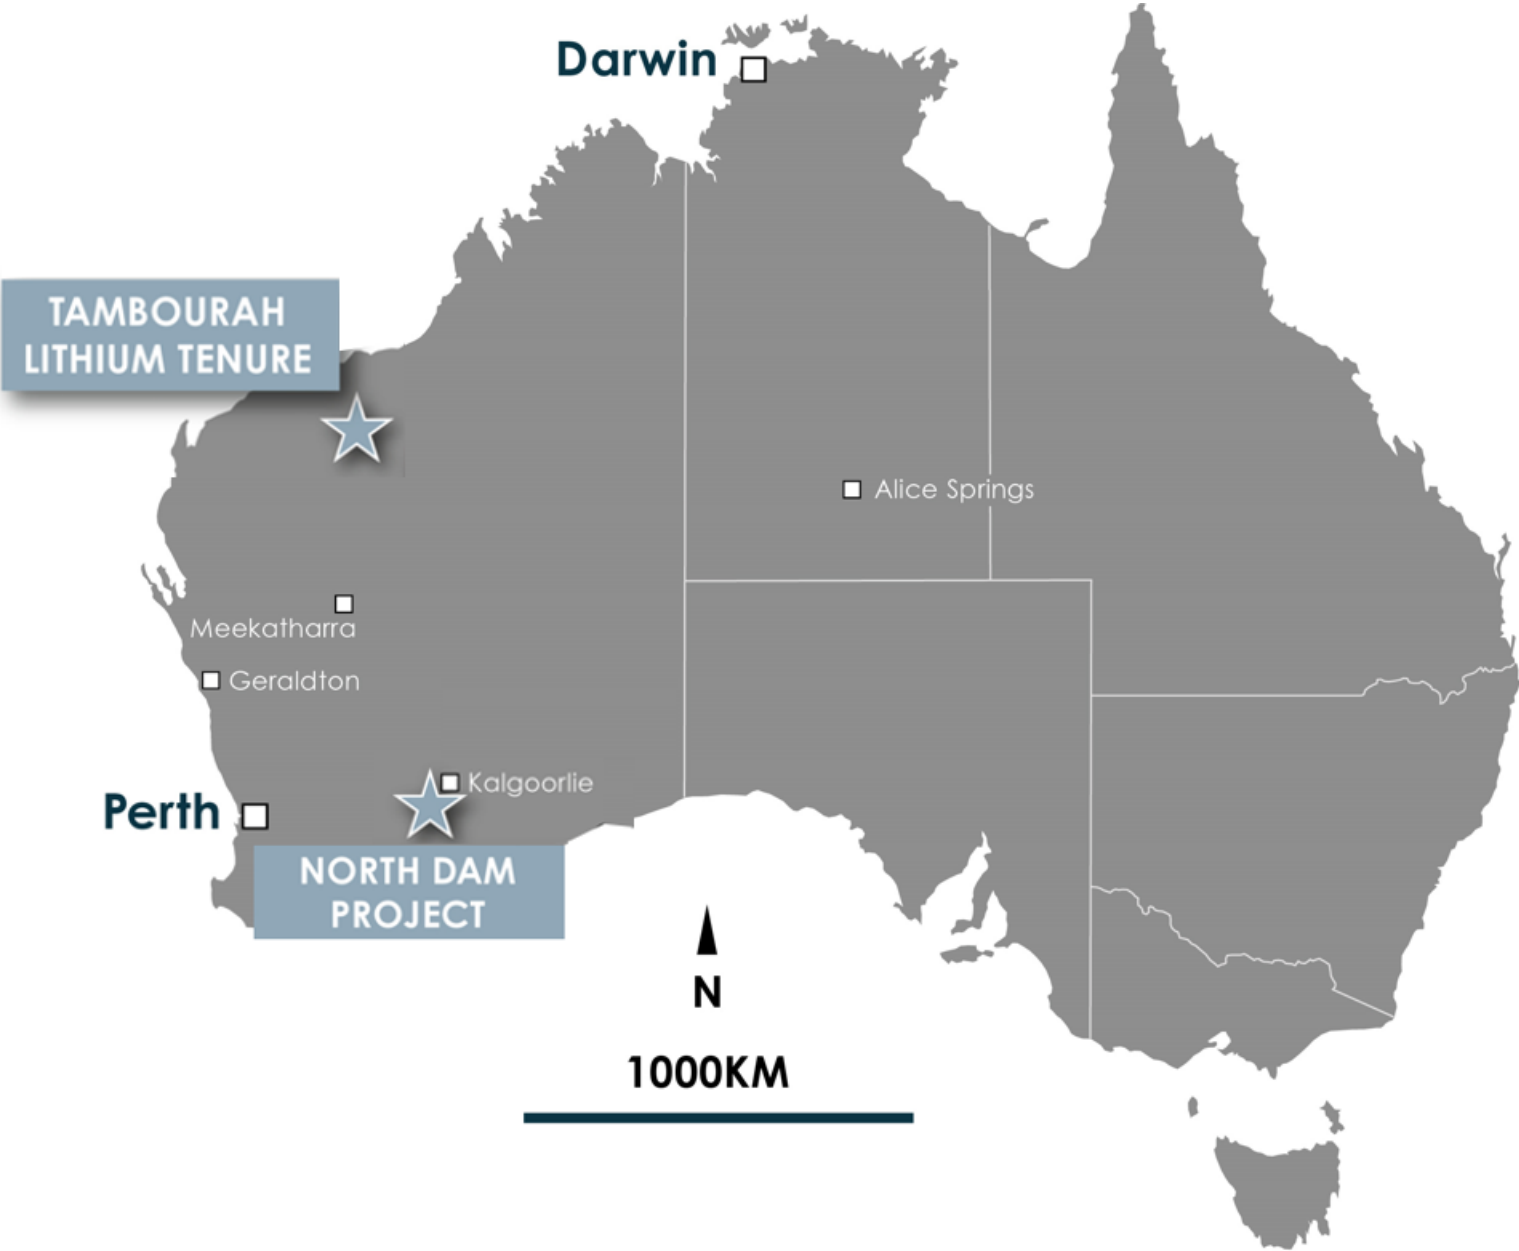 Darwin
TAMBOURAH
LITHIUM TENURE
Alice Springs
Meekatharra
Geraldton
Kalgoorlie
Perth
NORTH DAM
PROJECT
N
1000KM